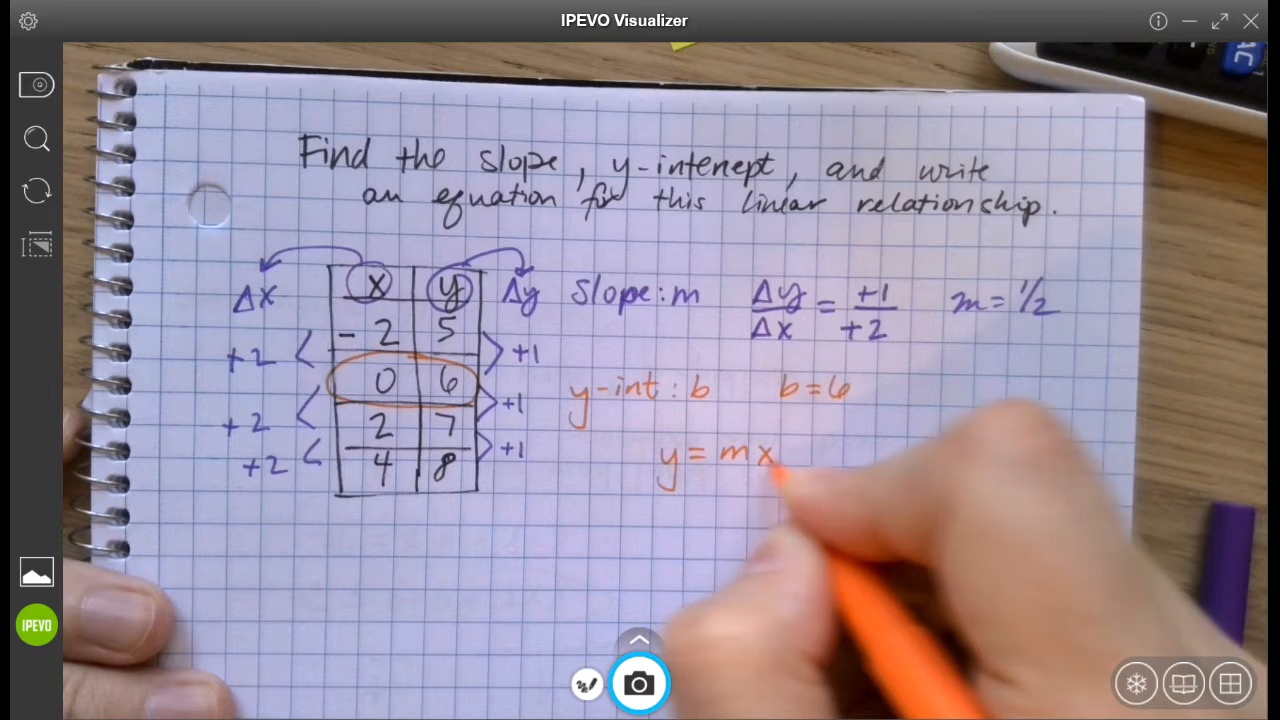 IPEVO Visualizer
AC
Find the slope, y-intercept, and write
an equation for this linear relationship.
Δx x y Δy
-2 5
0 6
2 7
4 8
+2 +1
+2 +1
+2 +1
Slope: m Δy/Δx = +1/+2 m = 1/2
y-int: b b = 6
y = mx
IPEVO